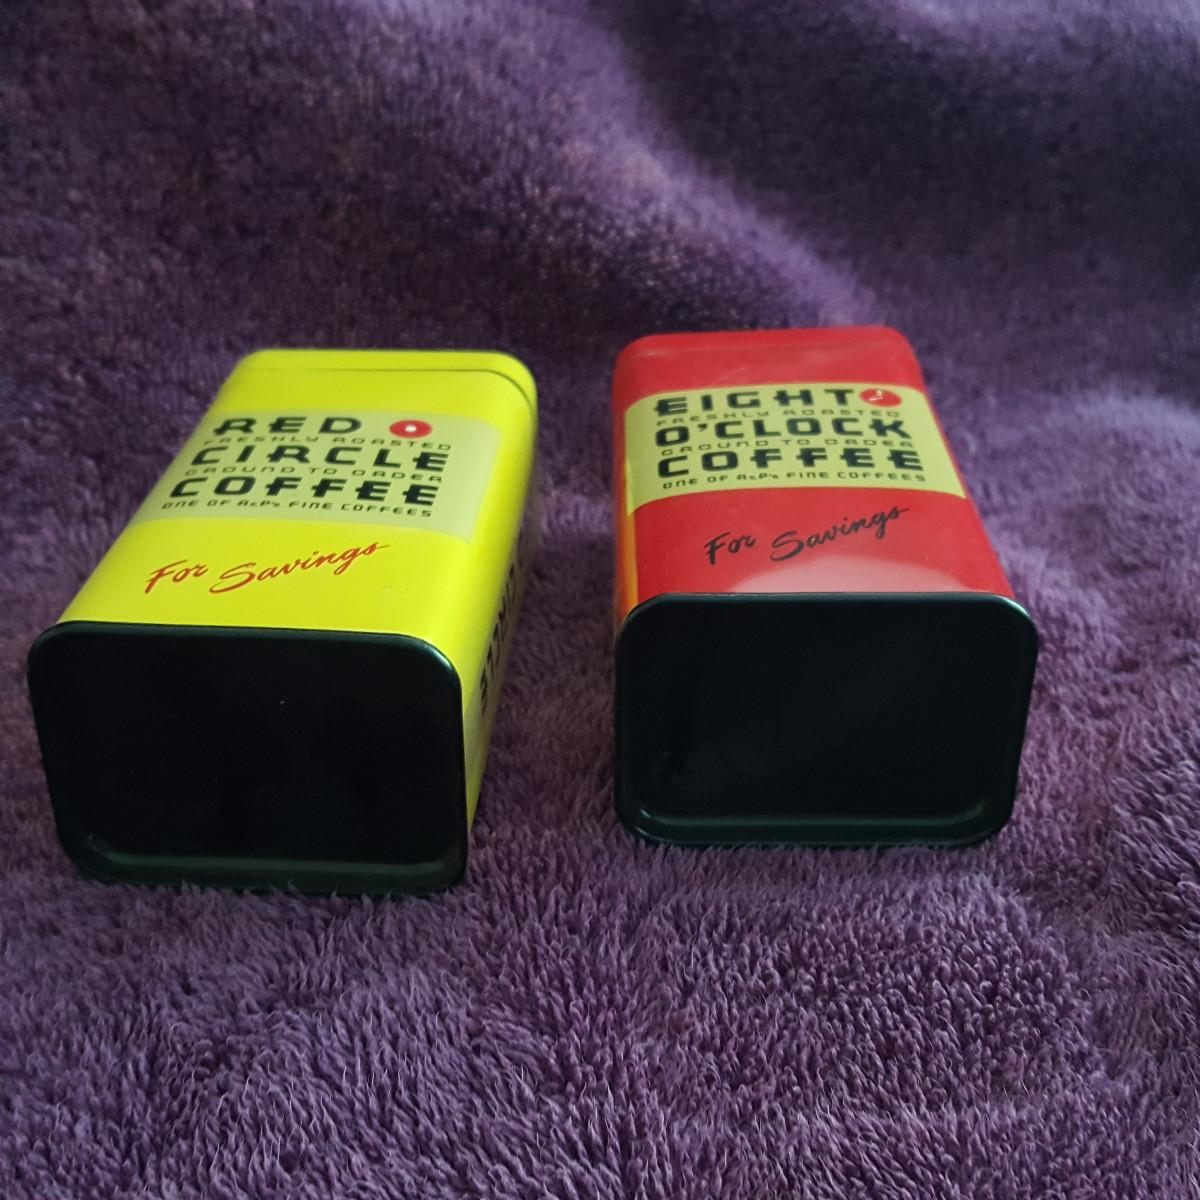 RED
FRESHLY ROASTED
CIRCLE
GROUND TO ORDER
COFFEE
ONE OF A&P's FINE COFFEES
For Savings
EIGHT
FRESHLY ROASTED
O'CLOCK
GROUND TO ORDER
COFFEE
ONE OF A&P's FINE COFFEES
For Savings